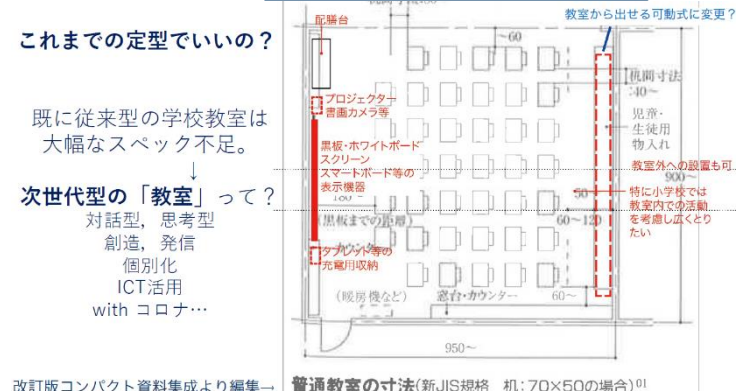 これまでの定型でいいの？
既に従来型の学校教室は
大幅なスペック不足。
↓
次世代型の「教室」って？
対話型，思考型
創造，発信
個別化
ICT活用
with コロナ…
改訂版コンパクト資料集成より編集→
配膳台
教室から出せる可動式に変更？
~60
机間寸法
:40~
プロジェクター
書画カメラ等
児童・
生徒用
物入れ
黒板・ホワイトボード
スクリーン
スマートボード等の
表示機器
教室外への設置も可
900~
180~
50
特に小学校では
教室内での活動
を考慮し広くとり
たい
60~120
(黒板までの距離)
カウンター
タブレット等の
充電用収納
(暖房機など)
窓台・カウンター
60~
950~
普通教室の寸法(新JIS規格 机:70×50の場合)01